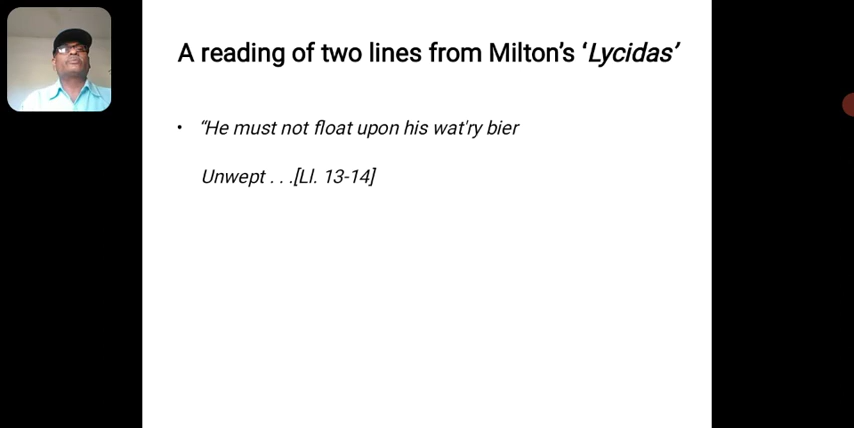 A reading of two lines from Milton’s ‘Lycidas’
• “He must not float upon his wat'ry bier
Unwept . . .[Ll. 13-14]